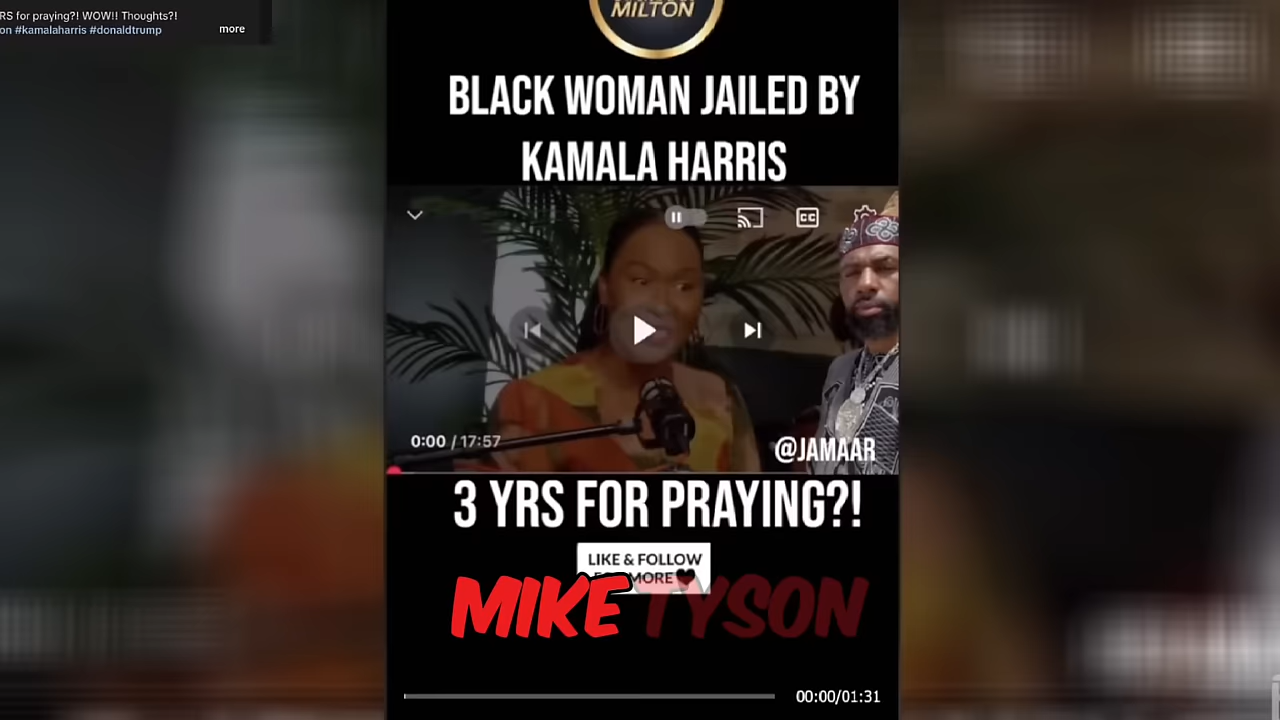 RS for praying?! WOW!! Thoughts?!
on #kamalaharris #donaldtrump
more
MILTON
BLACK WOMAN JAILED BY
KAMALA HARRIS
CC
0:00 / 17:57
@JAMAAR
3 YRS FOR PRAYING?!
LIKE & FOLLOW
MORE
MIKE TYSON
00:00/01:31